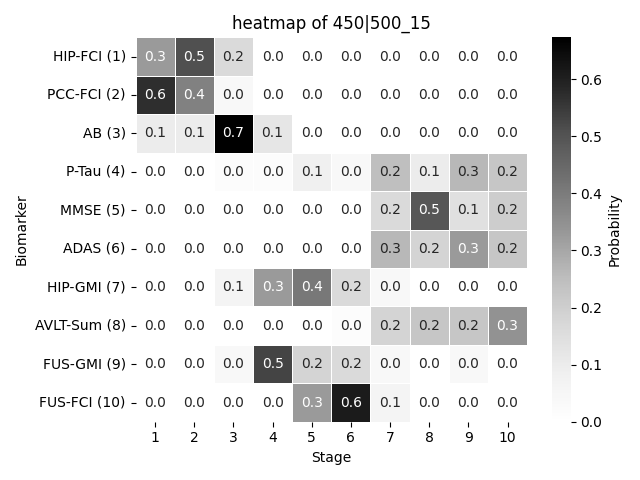 heatmap of 450|500_15
HIP-FCI (1) 0.3 0.5 0.2 0.0 0.0 0.0 0.0 0.0 0.0 0.0
PCC-FCI (2) 0.6 0.4 0.0 0.0 0.0 0.0 0.0 0.0 0.0 0.0
AB (3) 0.1 0.1 0.7 0.1 0.0 0.0 0.0 0.0 0.0 0.0
P-Tau (4) 0.0 0.0 0.0 0.0 0.1 0.0 0.2 0.1 0.3 0.2
MMSE (5) 0.0 0.0 0.0 0.0 0.0 0.0 0.2 0.5 0.1 0.2
ADAS (6) 0.0 0.0 0.0 0.0 0.0 0.0 0.3 0.2 0.3 0.2
HIP-GMI (7) 0.0 0.0 0.1 0.3 0.4 0.2 0.0 0.0 0.0 0.0
AVLT-Sum (8) 0.0 0.0 0.0 0.0 0.0 0.0 0.2 0.2 0.2 0.3
FUS-GMI (9) 0.0 0.0 0.0 0.5 0.2 0.2 0.0 0.0 0.0 0.0
FUS-FCI (10) 0.0 0.0 0.0 0.0 0.3 0.6 0.1 0.0 0.0 0.0
1 2 3 4 5 6 7 8 9 10
Stage
Biomarker
0.6
0.5
0.4
0.3
0.2
0.1
0.0
Probability